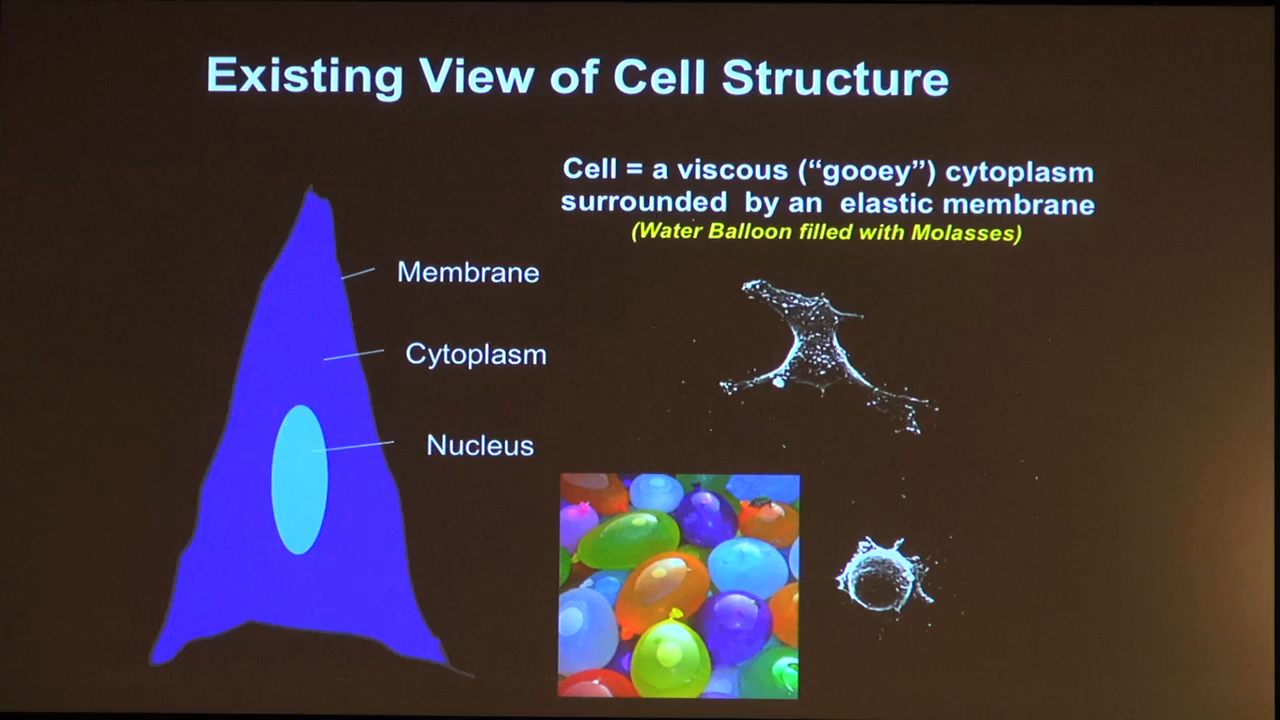 Existing View of Cell Structure
Cell = a viscous (“gooey”) cytoplasm
surrounded by an elastic membrane
(Water Balloon filled with Molasses)
Membrane
Cytoplasm
Nucleus